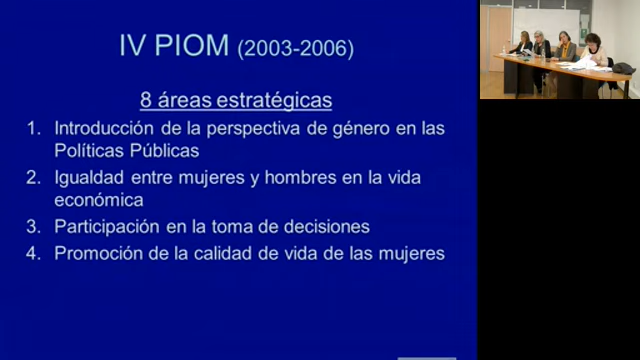 IV PIOM (2003-2006)
8 áreas estratégicas
1. Introducción de la perspectiva de género en las
Políticas Públicas
2. Igualdad entre mujeres y hombres en la vida
económica
3. Participación en la toma de decisiones
4. Promoción de la calidad de vida de las mujeres